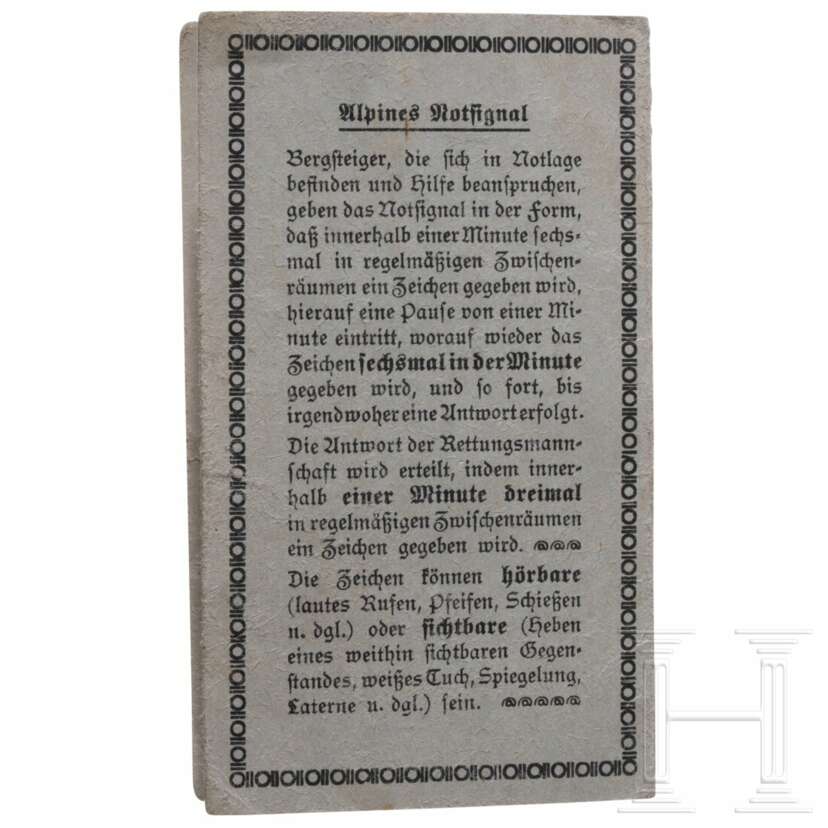 Alpines Notsignal
Bergsteiger, die sich in Notlage
befinden und Hilfe beanspruchen,
geben das Notsignal in der Form,
daß innerhalb einer Minute sechs-
mal in regelmäßigen Zwischen-
räumen ein Zeichen gegeben wird,
hierauf eine Pause von einer Mi-
nute eintritt, worauf wieder das
Zeichen sechsmal in der Minute
gegeben wird, und so fort, bis
irgendwoher eine Antwort erfolgt.
Die Antwort der Rettungsmann-
schaft wird erteilt, indem inner-
halb einer Minute dreimal
in regelmäßigen Zwischenräumen
ein Zeichen gegeben wird.
Die Zeichen können hörbare
(lautes Rufen, Pfeifen, Schießen
u. dgl.) oder sichtbare (Heben
eines weithin sichtbaren Gegen-
standes, weißes Tuch, Spiegelung,
Laterne u. dgl.) sein.
H